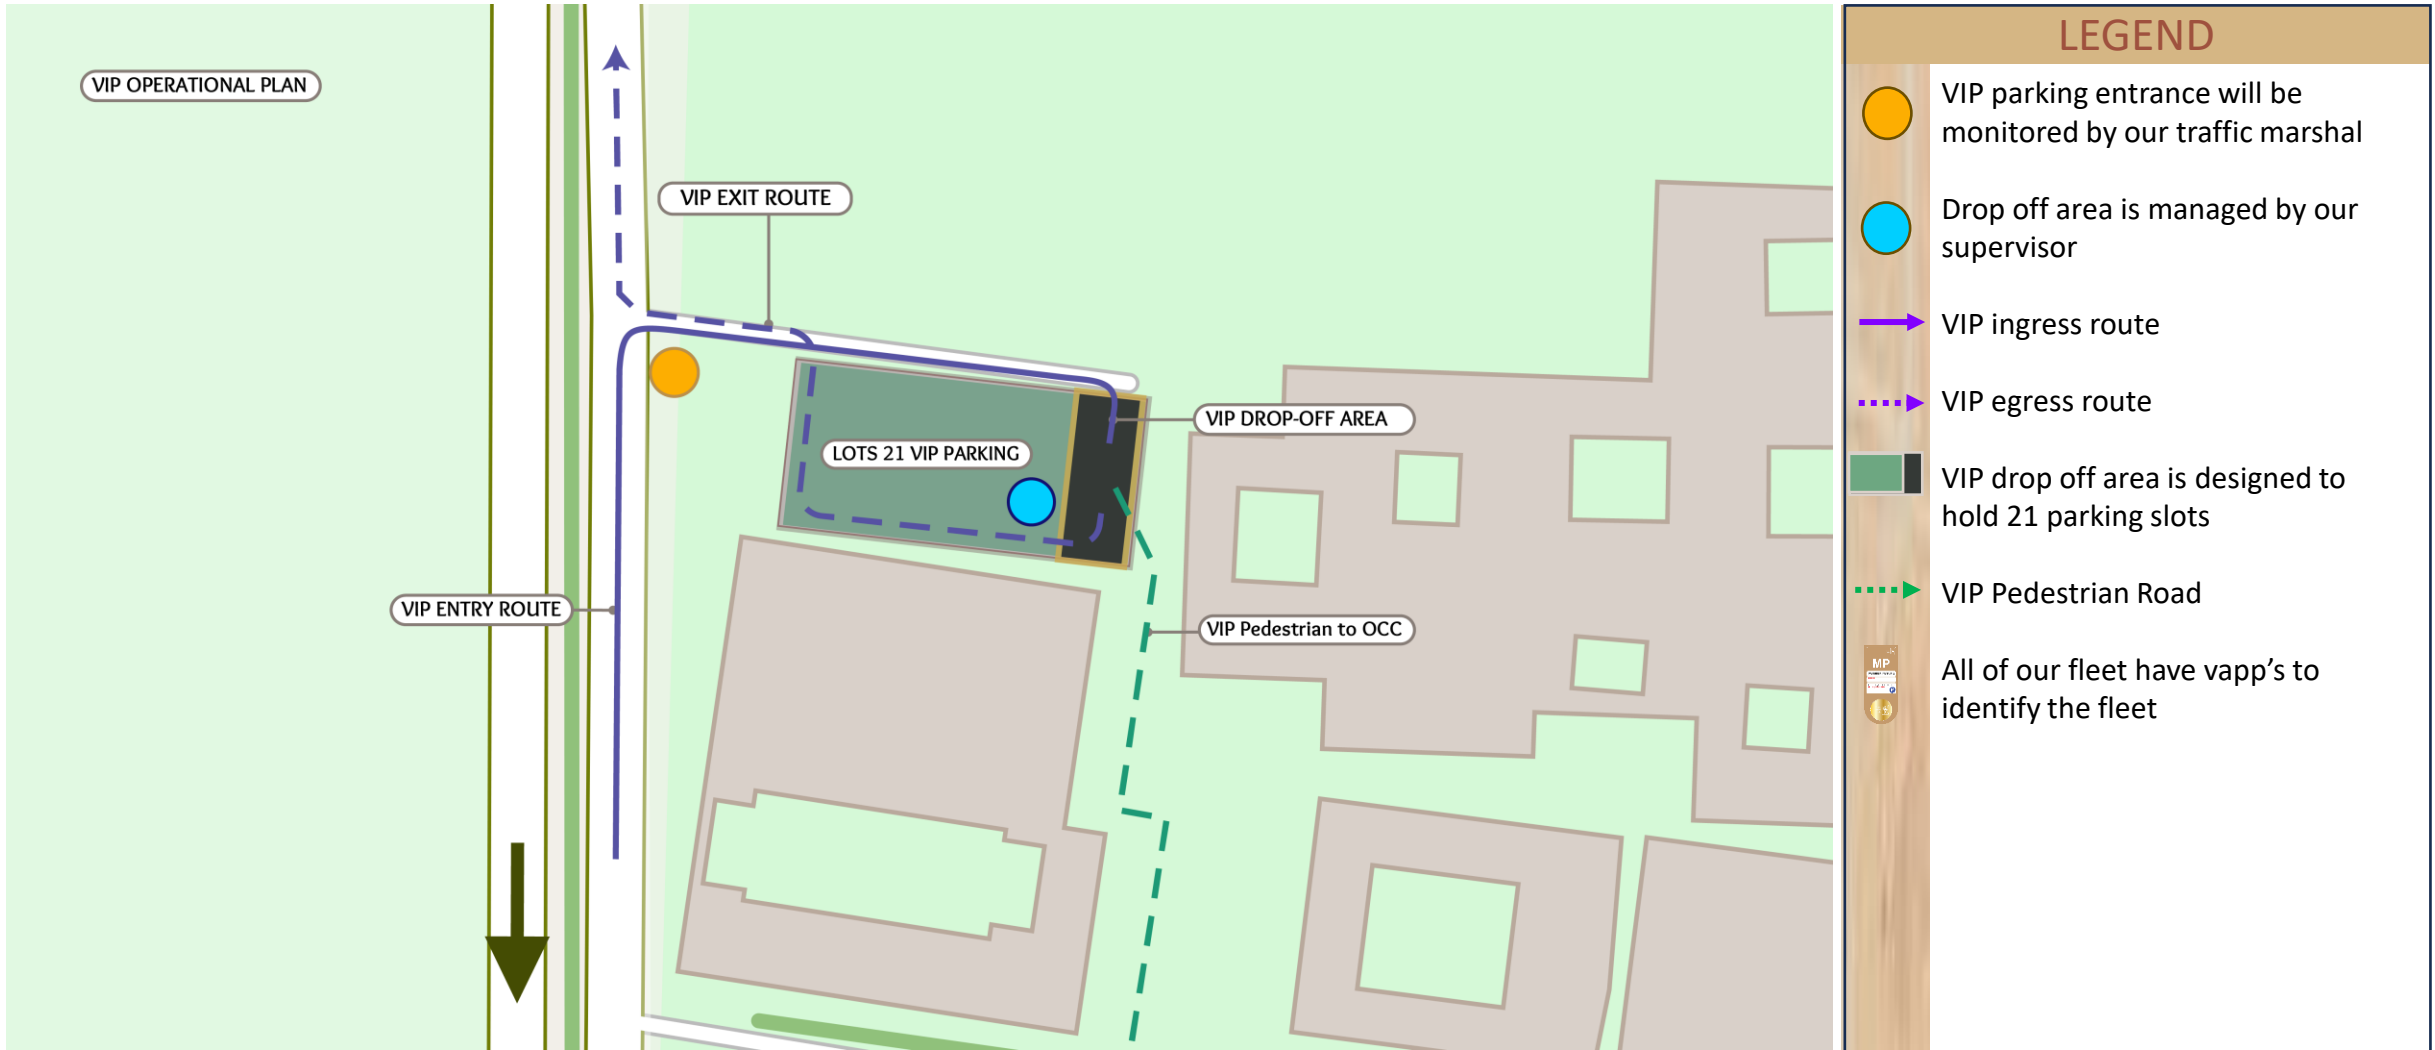 VIP OPERATIONAL PLAN
VIP EXIT ROUTE
VIP DROP-OFF AREA
LOTS 21 VIP PARKING
VIP ENTRY ROUTE
VIP Pedestrian to OCC
LEGEND
VIP parking entrance will be
monitored by our traffic marshal
Drop off area is managed by our
supervisor
VIP ingress route
VIP egress route
VIP drop off area is designed to
hold 21 parking slots
VIP Pedestrian Road
MP
All of our fleet have vapp’s to
identify the fleet